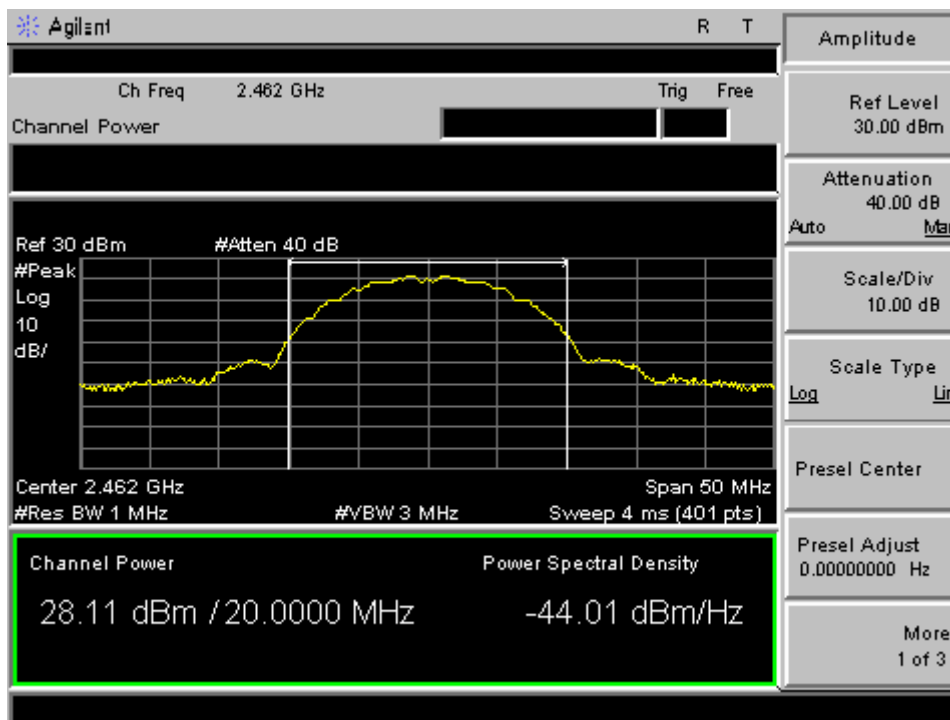 Agilent R T
Ch Freq 2.462 GHz Trig Free
Channel Power
Ref 30 dBm #Atten 40 dB
#Peak
Log
10
dB/
Center 2.462 GHz Span 50 MHz
#Res BW 1 MHz #VBW 3 MHz Sweep 4 ms (401 pts)
Channel Power Power Spectral Density
28.11 dBm / 20.0000 MHz -44.01 dBm/Hz
Amplitude
Ref Level
30.00 dBm
Attenuation
40.00 dB
Auto Man
Scale/Div
10.00 dB
Scale Type
Log Lin
Presel Center
Presel Adjust
0.00000000 Hz
More
1 of 3